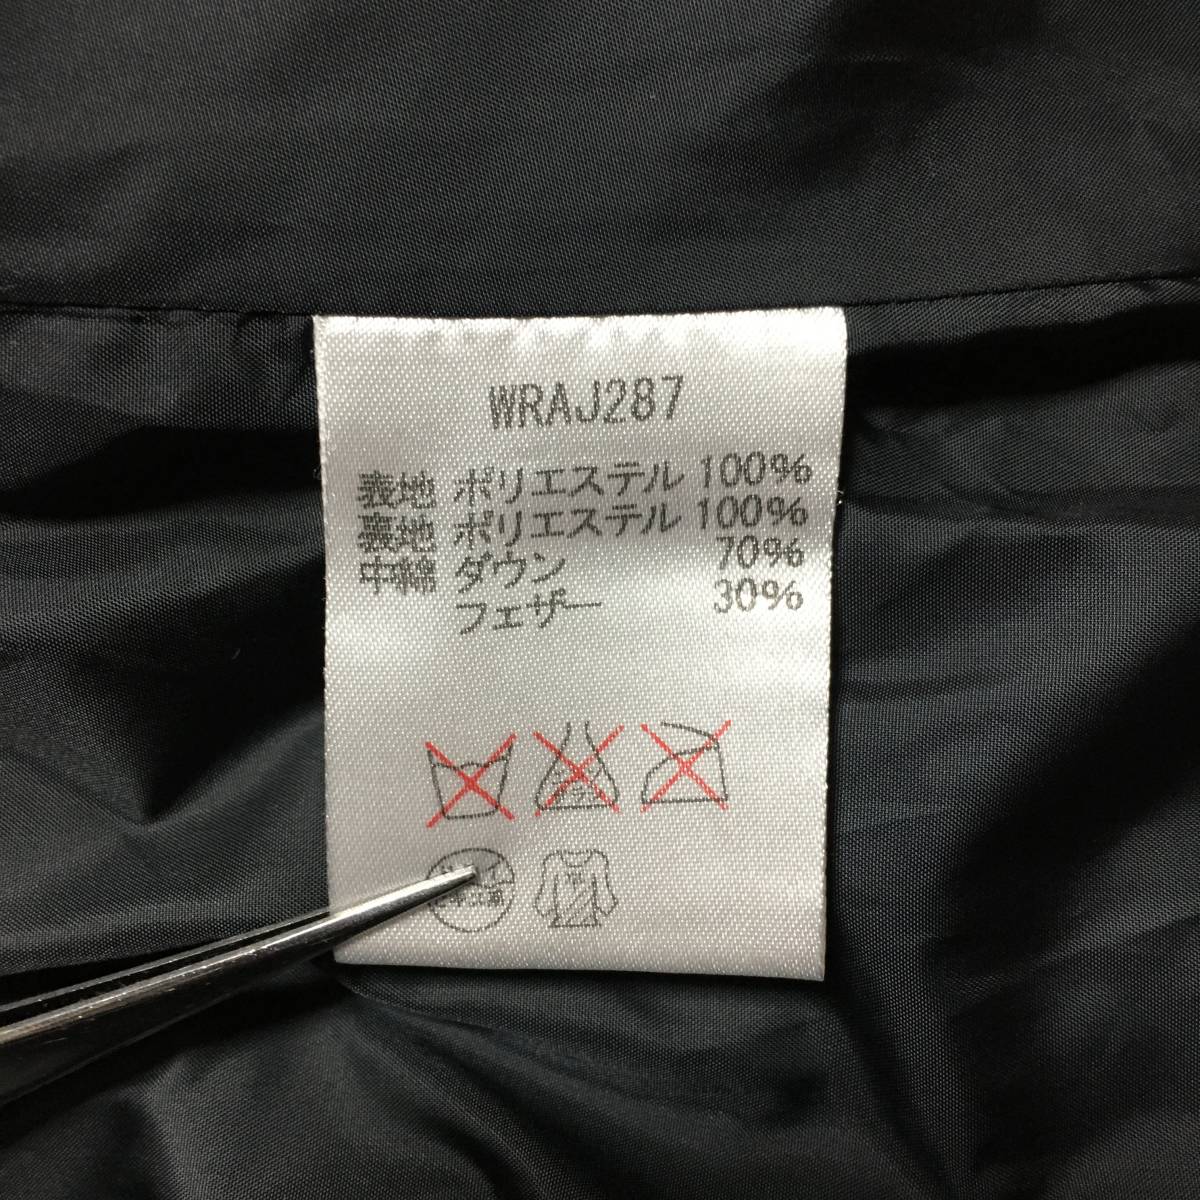 WRAJ287
表地 ポリエステル 100%
裏地 ポリエステル 100%
中綿 ダウン 70%
フェザー 30%